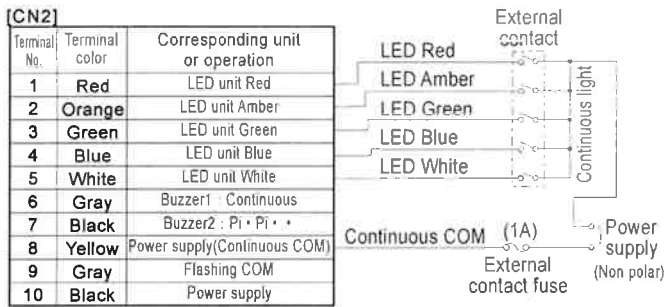 [CN2]
Terminal No. Terminal color Corresponding unit or operation
1 Red LED unit Red
2 Orange LED unit Amber
3 Green LED unit Green
4 Blue LED unit Blue
5 White LED unit White
6 Gray Buzzer1 : Continuous
7 Black Buzzer2 : Pi・Pi・・
8 Yellow Power supply(Continuous COM)
9 Gray Flashing COM
10 Black Power supply
External contact
LED Red
LED Amber
LED Green
LED Blue
LED White
Continuous light
Continuous COM (1A)
External contact fuse
Power supply
(Non polar)